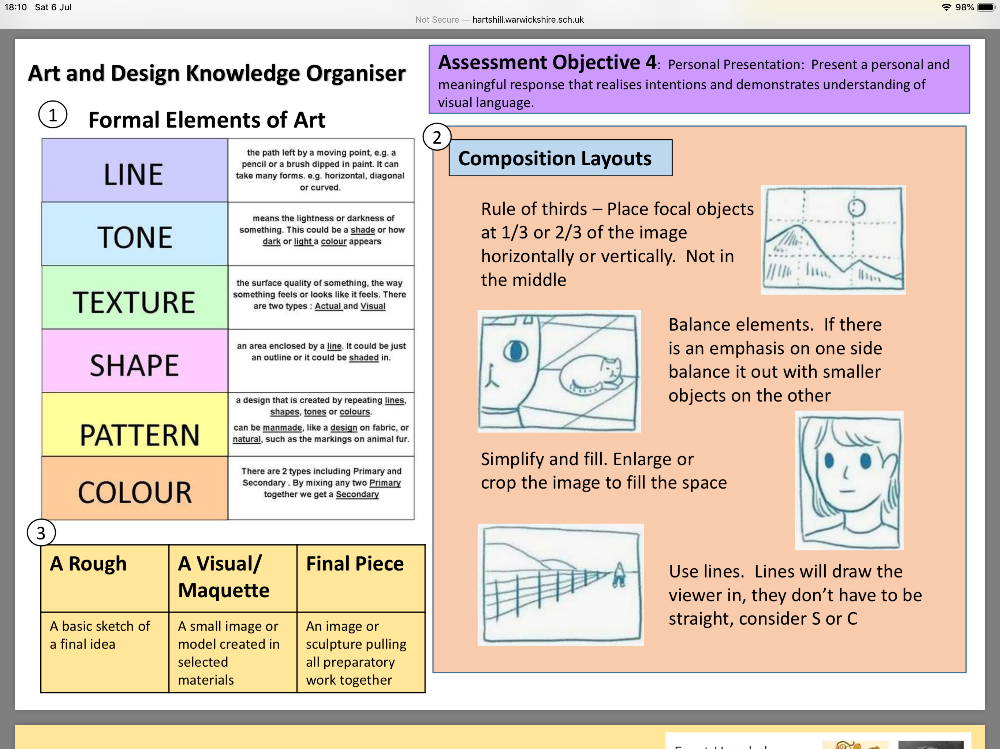 18:10 Sat 6 Jul
98%
Not Secure — hartshill.warwickshire.sch.uk
Art and Design Knowledge Organiser
Assessment Objective 4: Personal Presentation: Present a personal and
meaningful response that realises intentions and demonstrates understanding of
visual language.
1
Formal Elements of Art
LINE
the path left by a moving point, e.g. a
pencil or a brush dipped in paint. It can
take many forms. e.g. horizontal, diagonal
or curved.
TONE
means the lightness or darkness of
something. This could be a shade or how
dark or light a colour appears
TEXTURE
the surface quality of something, the way
something feels or looks like it feels. There
are two types : Actual and Visual
SHAPE
an area enclosed by a line. It could be just
an outline or it could be shaded in.
PATTERN
a design that is created by repeating lines,
shapes, tones or colours.
can be manmade, like a design on fabric, or
natural, such as the markings on animal fur.
COLOUR
There are 2 types including Primary and
Secondary . By mixing any two Primary
together we get a Secondary
2
Composition Layouts
Rule of thirds – Place focal objects
at 1/3 or 2/3 of the image
horizontally or vertically. Not in
the middle
Balance elements. If there
is an emphasis on one side
balance it out with smaller
objects on the other
Simplify and fill. Enlarge or
crop the image to fill the space
Use lines. Lines will draw the
viewer in, they don’t have to be
straight, consider S or C
3
A Rough
A Visual/
Maquette
Final Piece
A basic sketch of
a final idea
A small image or
model created in
selected
materials
An image or
sculpture pulling
all preparatory
work together